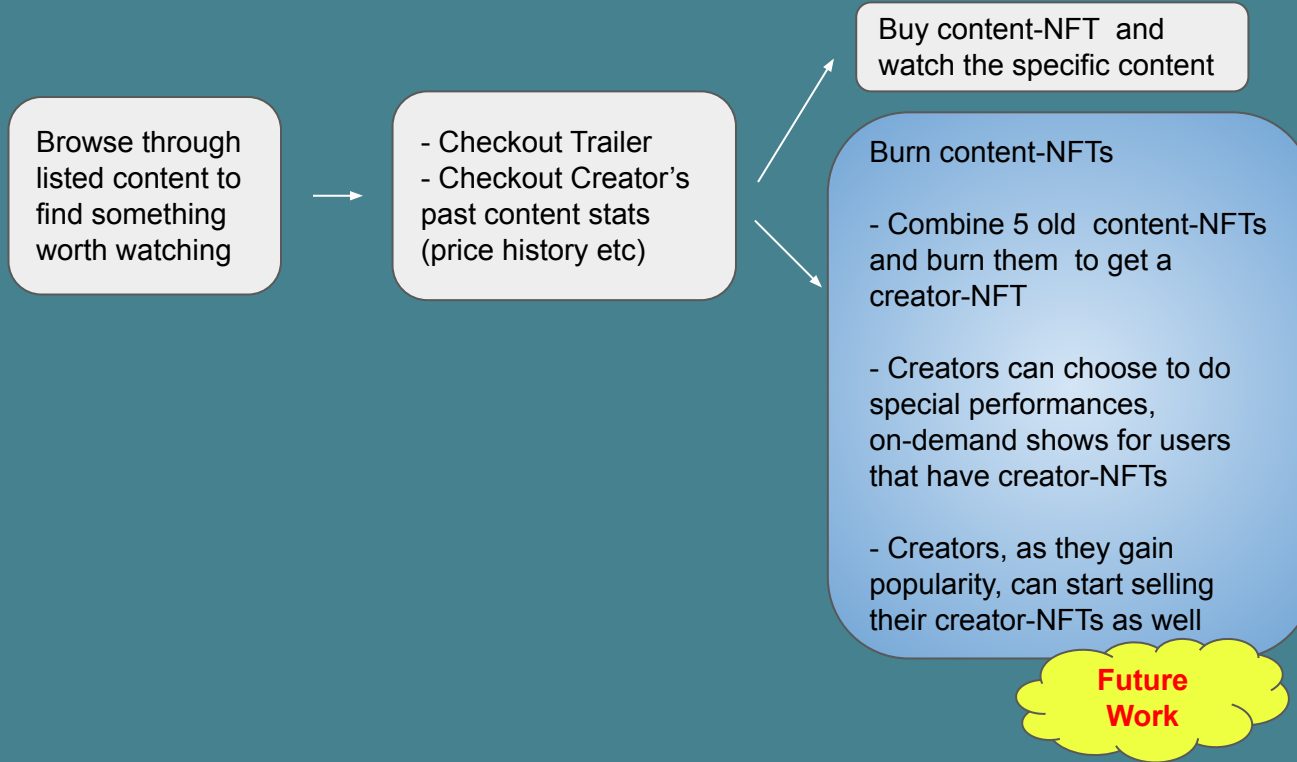 Browse through
listed content to
find something
worth watching
- Checkout Trailer
- Checkout Creator’s
past content stats
(price history etc)
Buy content-NFT and
watch the specific content
Burn content-NFTs
- Combine 5 old content-NFTs
and burn them to get a
creator-NFT
- Creators can choose to do
special performances,
on-demand shows for users
that have creator-NFTs
- Creators, as they gain
popularity, can start selling
their creator-NFTs as well
Future
Work